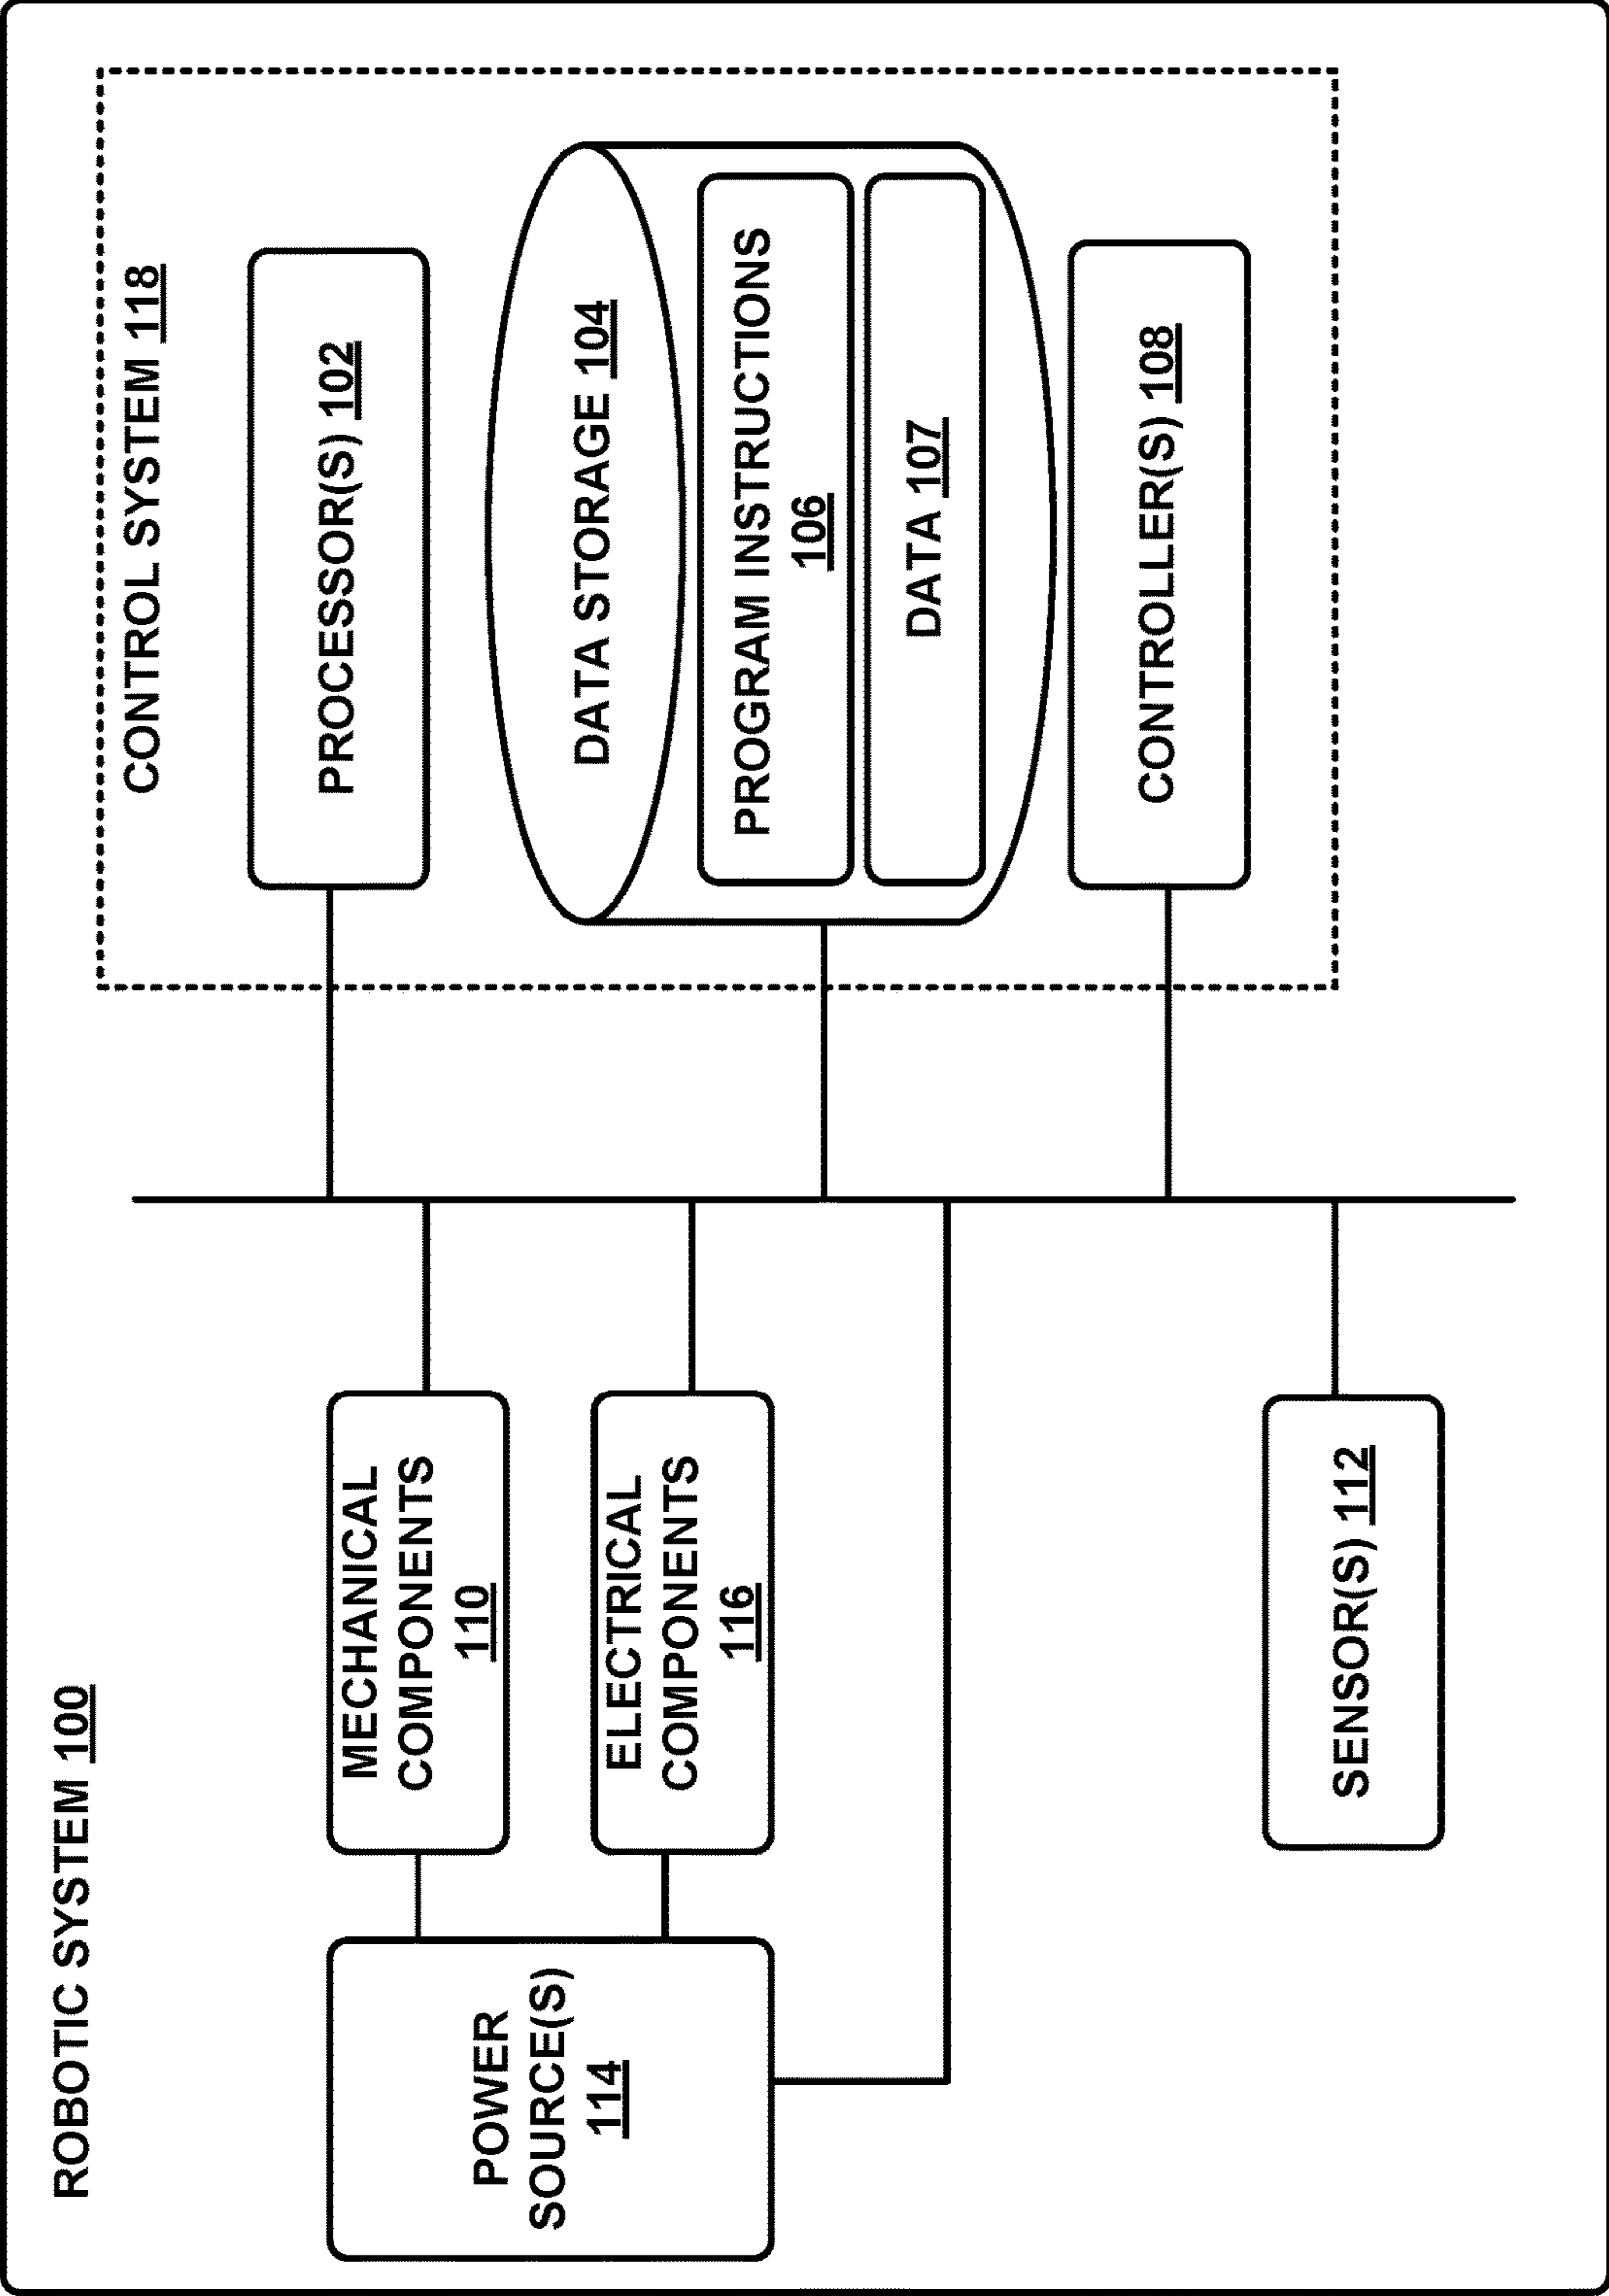 ROBOTIC SYSTEM 100
CONTROL SYSTEM 118
POWER
SOURCE(S)
114
MECHANICAL
COMPONENTS
110
ELECTRICAL
COMPONENTS
116
SENSOR(S) 112
PROCESSOR(S) 102
DATA STORAGE 104
PROGRAM INSTRUCTIONS
106
DATA 107
CONTROLLER(S) 108